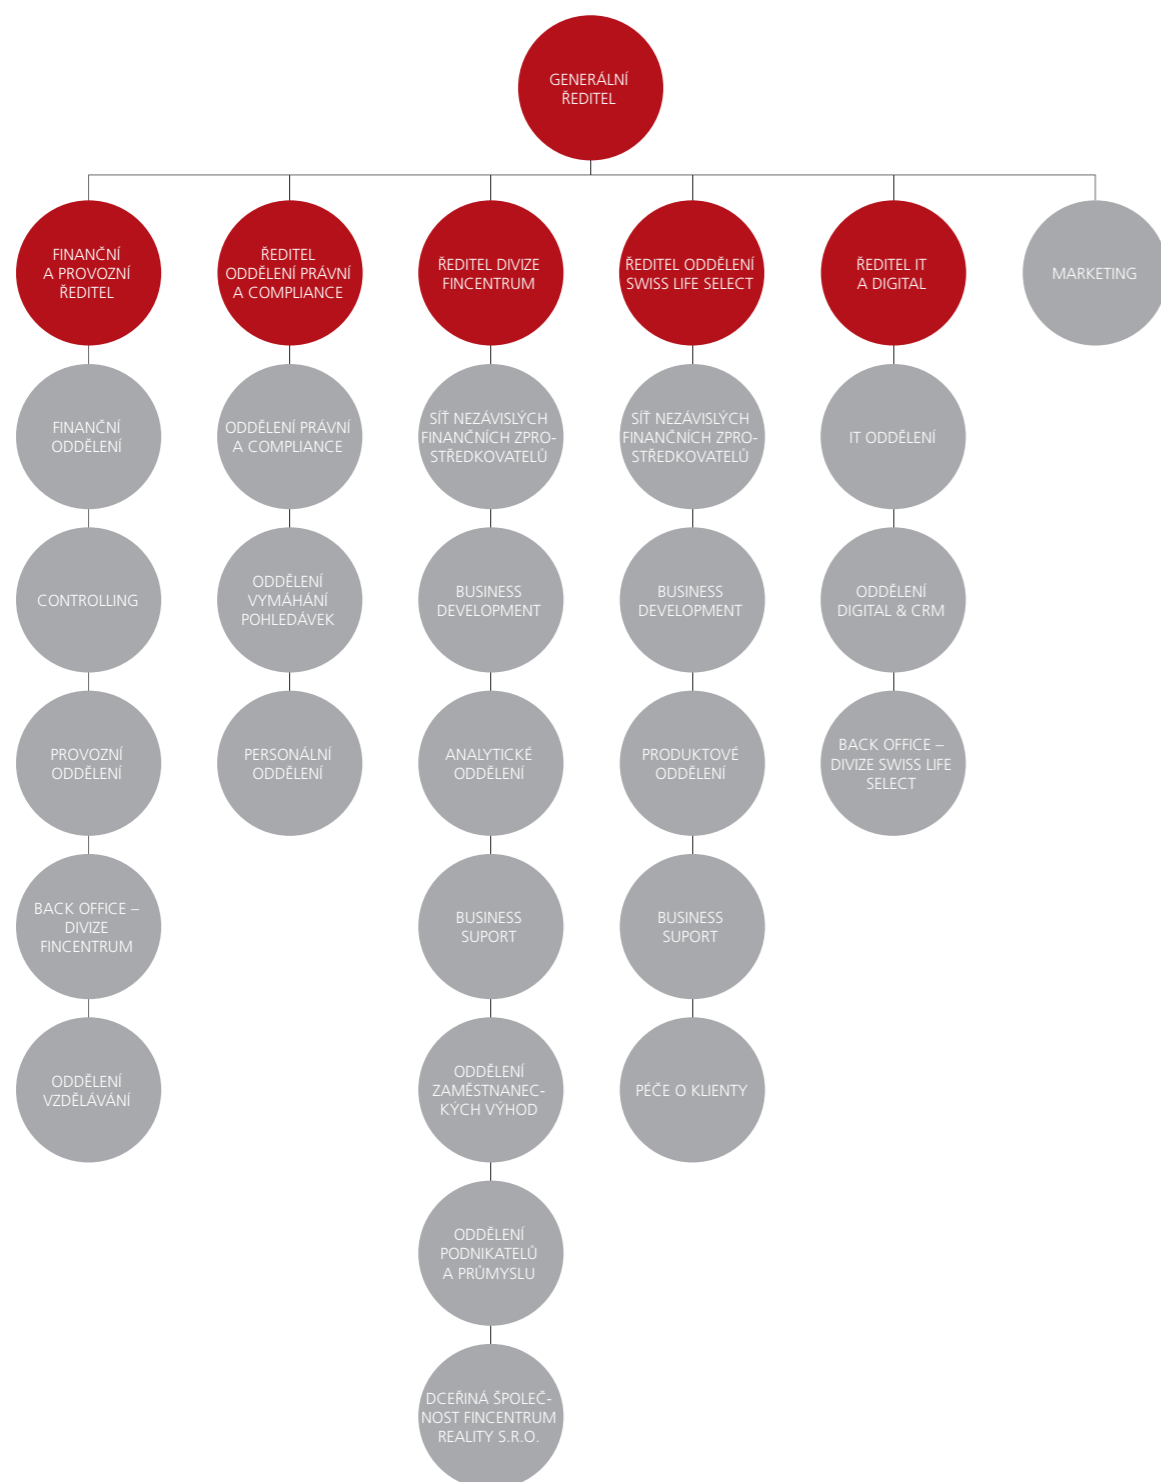 GENERÁLNÍ
ŘEDITEL
FINANČNÍ
A PROVOZNÍ
ŘEDITEL
ŘEDITEL
ODDĚLENÍ PRÁVNÍ
A COMPLIANCE
ŘEDITEL DIVIZE
FINCENTRUM
ŘEDITEL ODDĚLENÍ
SWISS LIFE SELECT
ŘEDITEL IT
A DIGITAL
MARKETING
FINANČNÍ
ODDĚLENÍ
ODDĚLENÍ PRÁVNÍ
A COMPLIANCE
SÍŤ NEZÁVISLÝCH
FINANČNÍCH ZPRO-
STŘEDKOVATELŮ
SÍŤ NEZÁVISLÝCH
FINANČNÍCH ZPRO-
STŘEDKOVATELŮ
IT ODDĚLENÍ
CONTROLLING
ODDĚLENÍ
VYMÁHÁNÍ
POHLEDÁVEK
BUSINESS
DEVELOPMENT
BUSINESS
DEVELOPMENT
ODDĚLENÍ
DIGITAL & CRM
PROVOZNÍ
ODDĚLENÍ
PERSONÁLNÍ
ODDĚLENÍ
ANALYTICKÉ
ODDĚLENÍ
PRODUKTOVÉ
ODDĚLENÍ
BACK OFFICE –
DIVIZE SWISS LIFE
SELECT
BACK OFFICE –
DIVIZE
FINCENTRUM
BUSINESS
SUPORT
BUSINESS
SUPORT
ODDĚLENÍ
VZDĚLÁVÁNÍ
ODDĚLENÍ
ZAMĚSTNANEC-
KÝCH VÝHOD
PÉČE O KLIENTY
ODDĚLENÍ
PODNIKATELŮ
A PRŮMYSLU
DCEŘINÁ ŠPOLEČ-
NOST FINCENTRUM
REALITY S.R.O.